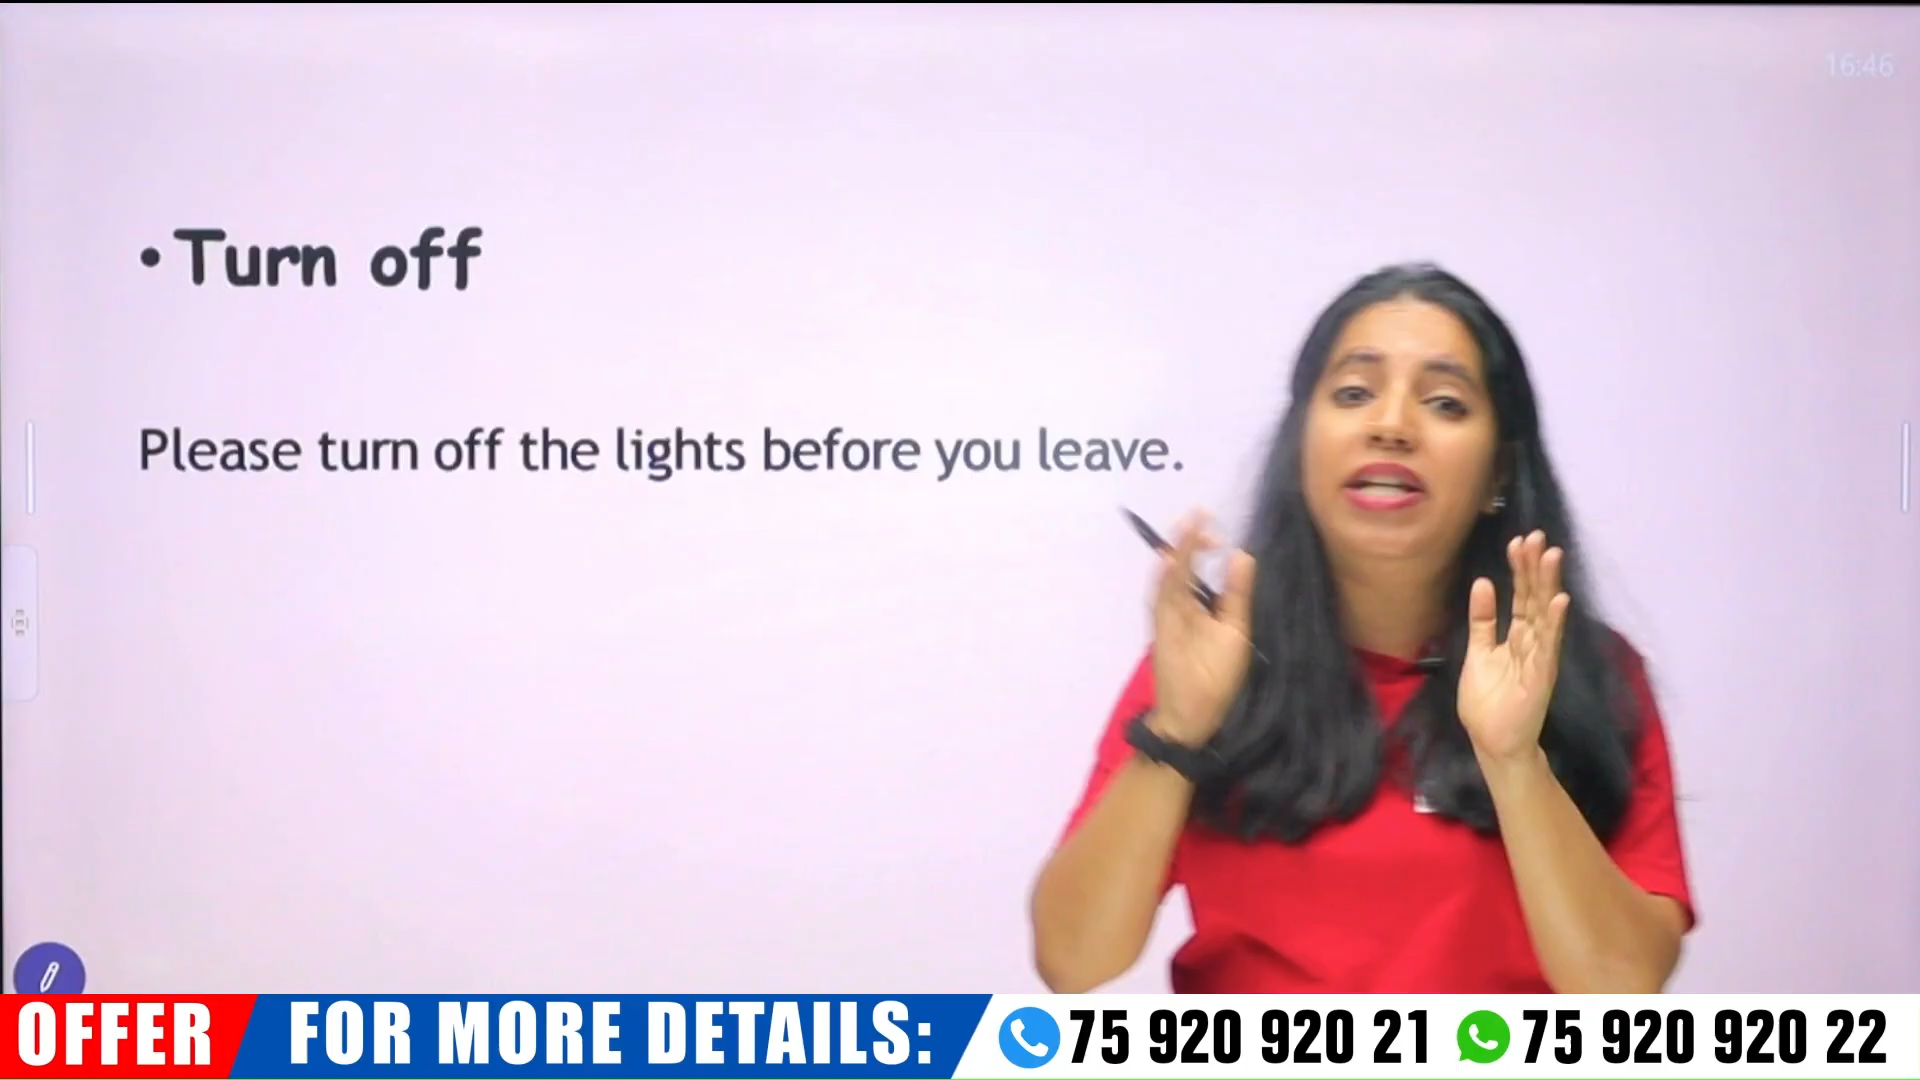 16:46
• Turn off
Please turn off the lights before you leave.
OFFER FOR MORE DETAILS: 75 920 920 21 75 920 920 22